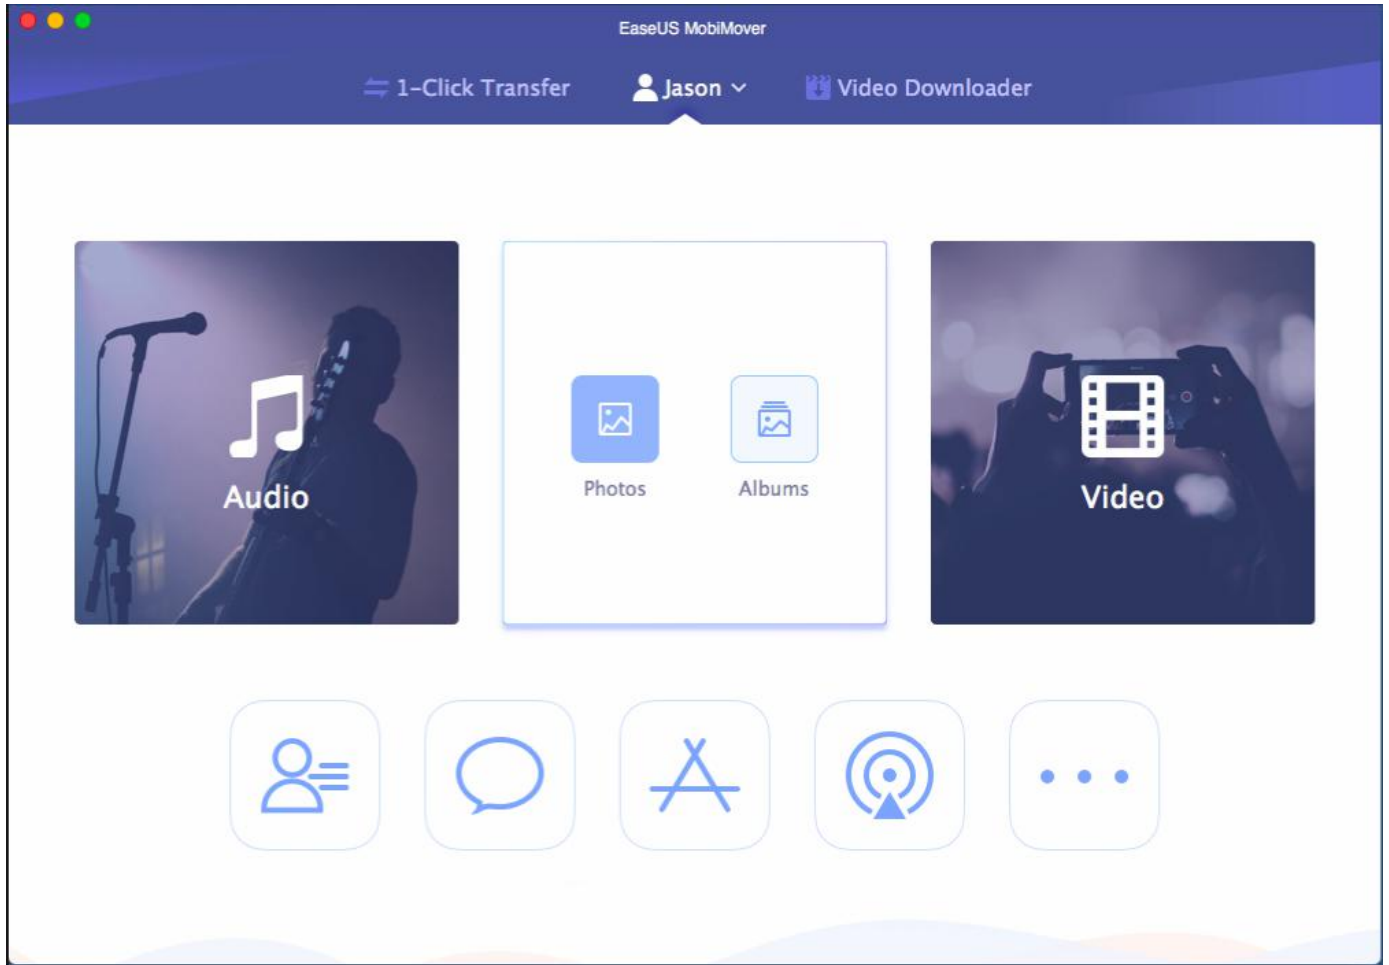 EaseUS MobiMover
1-Click Transfer
Jason
Video Downloader
Audio
Photos
Albums
Video